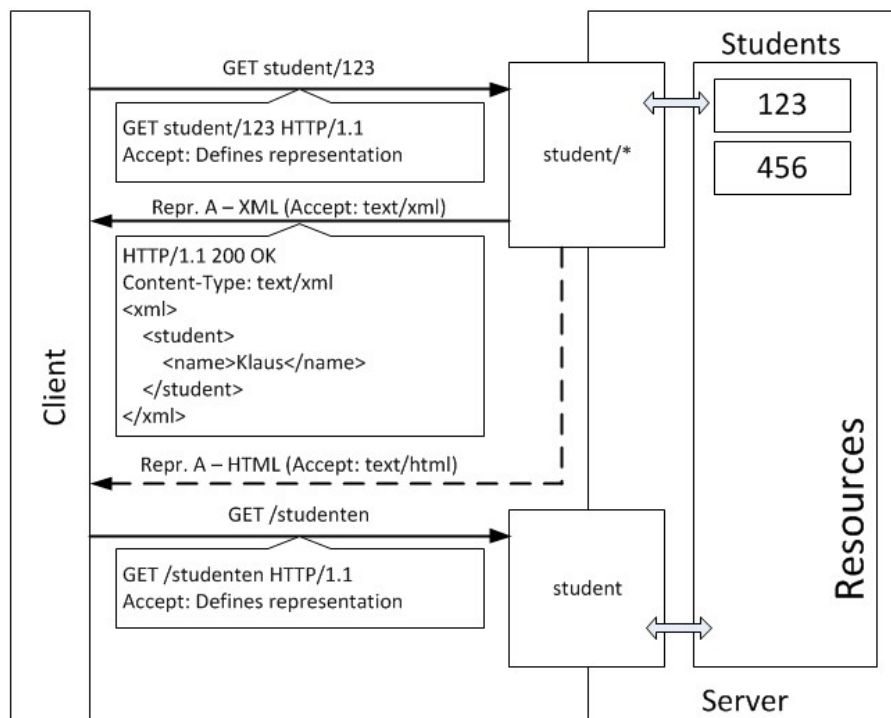 Students
GET student/123
123
GET student/123 HTTP/1.1
Accept: Defines representation
student/*
456
Repr. A – XML (Accept: text/xml)
HTTP/1.1 200 OK
Content-Type: text/xml
<xml>
<student>
<name>Klaus</name>
</student>
</xml>
Client
Repr. A – HTML (Accept: text/html)
Resources
GET /studenten
GET /studenten HTTP/1.1
Accept: Defines representation
student
Server